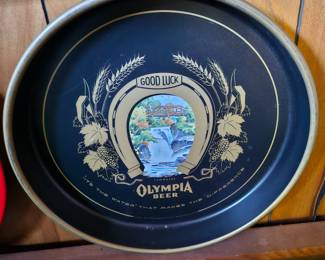 GOOD LUCK
OLYMPIA
BEER
"IT'S THE WATER" THAT MAKES THE DIFFERENCE